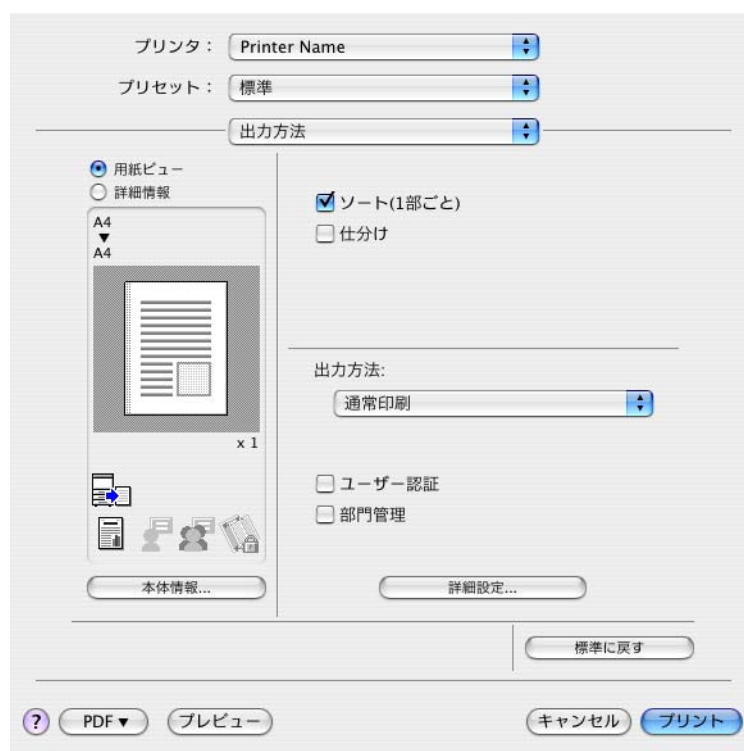 プリンタ： Printer Name
プリセット： 標準
出力方法
用紙ビュー
詳細情報
A4
▼
A4
x 1
本体情報...
ソート(1部ごと)
仕分け
出力方法:
通常印刷
ユーザー認証
部門管理
詳細設定...
標準に戻す
? PDF▼ プレビュー キャンセル プリント